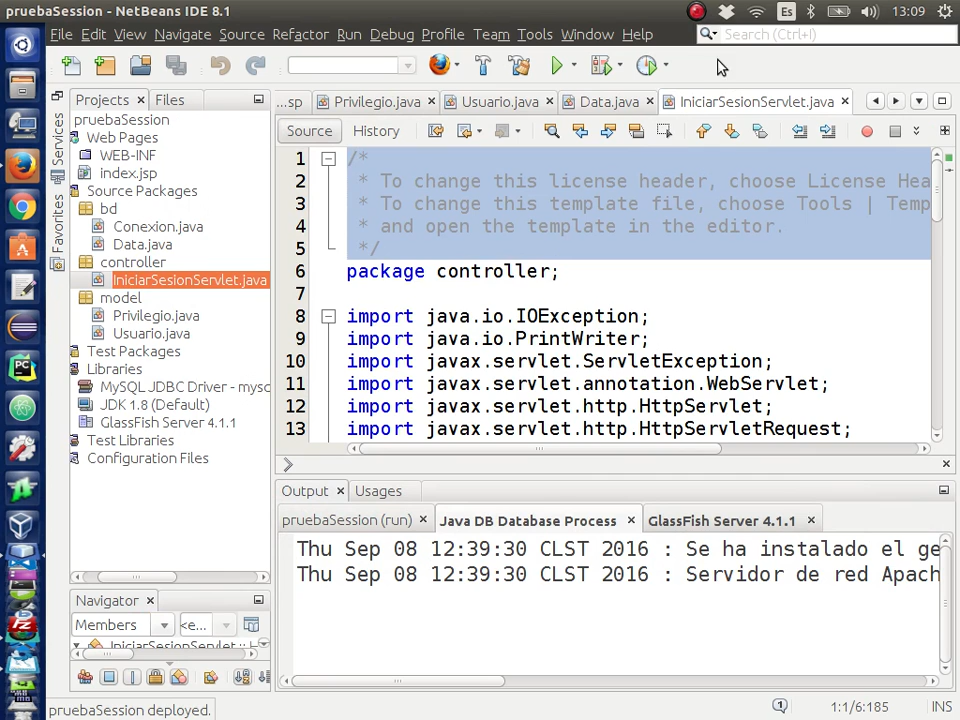 pruebaSession - NetBeans IDE 8.1
Es
13:09
File Edit View Navigate Source Refactor Run Debug Profile Team Tools Window Help
Search (Ctrl+I)
Projects
Files
...sp
Privilegio.java
Usuario.java
Data.java
IniciarSesionServlet.java
Services
Favorites
pruebaSession
Web Pages
WEB-INF
index.jsp
Source Packages
bd
Conexion.java
Data.java
controller
IniciarSesionServlet.java
model
Privilegio.java
Usuario.java
Test Packages
Libraries
MySQL JDBC Driver - mysc
JDK 1.8 (Default)
GlassFish Server 4.1.1
Test Libraries
Configuration Files
Source
History
1 /*
2 * To change this license header, choose License Hea
3 * To change this template file, choose Tools | Temp
4 * and open the template in the editor.
5 */
6 package controller;
7
8 import java.io.IOException;
9 import java.io.PrintWriter;
10 import javax.servlet.ServletException;
11 import javax.servlet.annotation.WebServlet;
12 import javax.servlet.http.HttpServlet;
13 import javax.servlet.http.HttpServletRequest;
Output
Usages
pruebaSession (run)
Java DB Database Process
GlassFish Server 4.1.1
Thu Sep 08 12:39:30 CLST 2016 : Se ha instalado el ge
Thu Sep 08 12:39:30 CLST 2016 : Servidor de red Apach
Navigator
Members
<e...
IniciarSesionServlet :: H
pruebaSession deployed.
1
1:1/6:185
INS